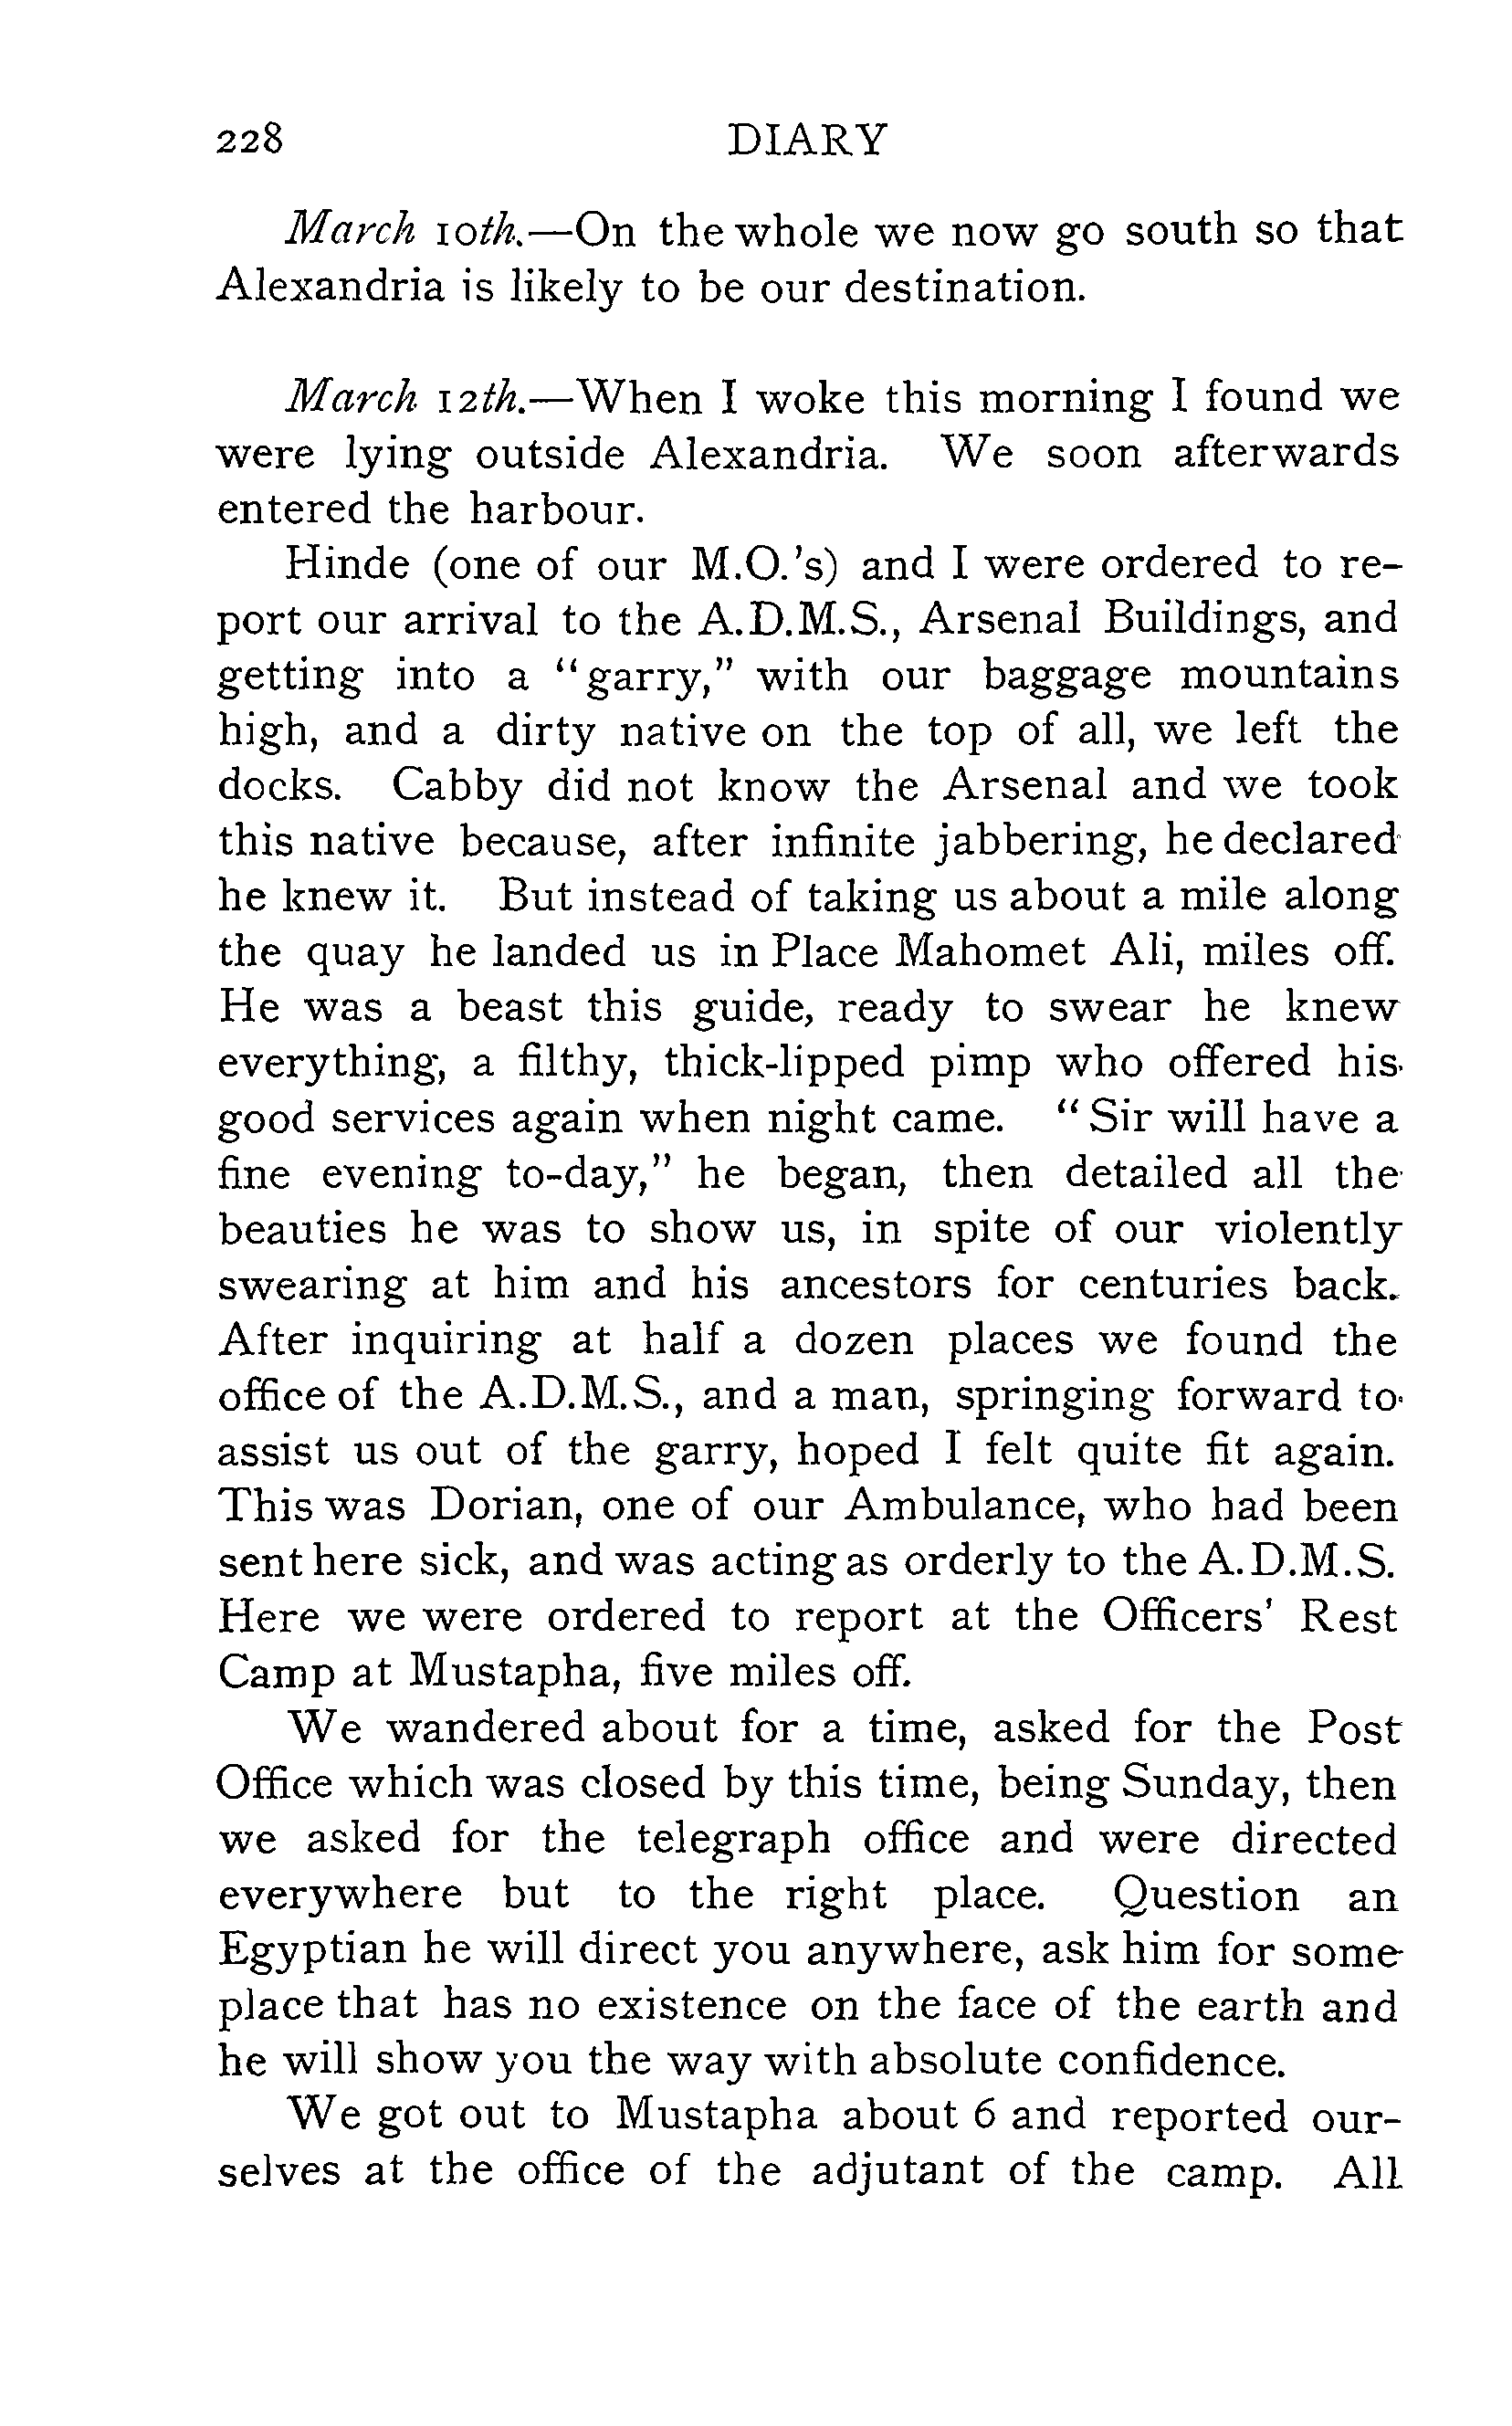 228 DIARY
March 10th.—On the whole we now go south so that
Alexandria is likely to be our destination.
March 12th.—When I woke this morning I found we
were lying outside Alexandria. We soon afterwards
entered the harbour.
Hinde (one of our M.O.'s) and I were ordered to re-
port our arrival to the A.D.M.S., Arsenal Buildings, and
getting into a "garry," with our baggage mountains
high, and a dirty native on the top of all, we left the
docks. Cabby did not know the Arsenal and we took
this native because, after infinite jabbering, he declared
he knew it. But instead of taking us about a mile along
the quay he landed us in Place Mahomet Ali, miles off.
He was a beast this guide, ready to swear he knew
everything, a filthy, thick-lipped pimp who offered his
good services again when night came. "Sir will have a
fine evening to-day," he began, then detailed all the
beauties he was to show us, in spite of our violently
swearing at him and his ancestors for centuries back.
After inquiring at half a dozen places we found the
office of the A.D.M.S., and a man, springing forward to
assist us out of the garry, hoped I felt quite fit again.
This was Dorian, one of our Ambulance, who had been
sent here sick, and was acting as orderly to the A.D.M.S.
Here we were ordered to report at the Officers' Rest
Camp at Mustapha, five miles off.
We wandered about for a time, asked for the Post
Office which was closed by this time, being Sunday, then
we asked for the telegraph office and were directed
everywhere but to the right place. Question an
Egyptian he will direct you anywhere, ask him for some
place that has no existence on the face of the earth and
he will show you the way with absolute confidence.
We got out to Mustapha about 6 and reported our-
selves at the office of the adjutant of the camp. All